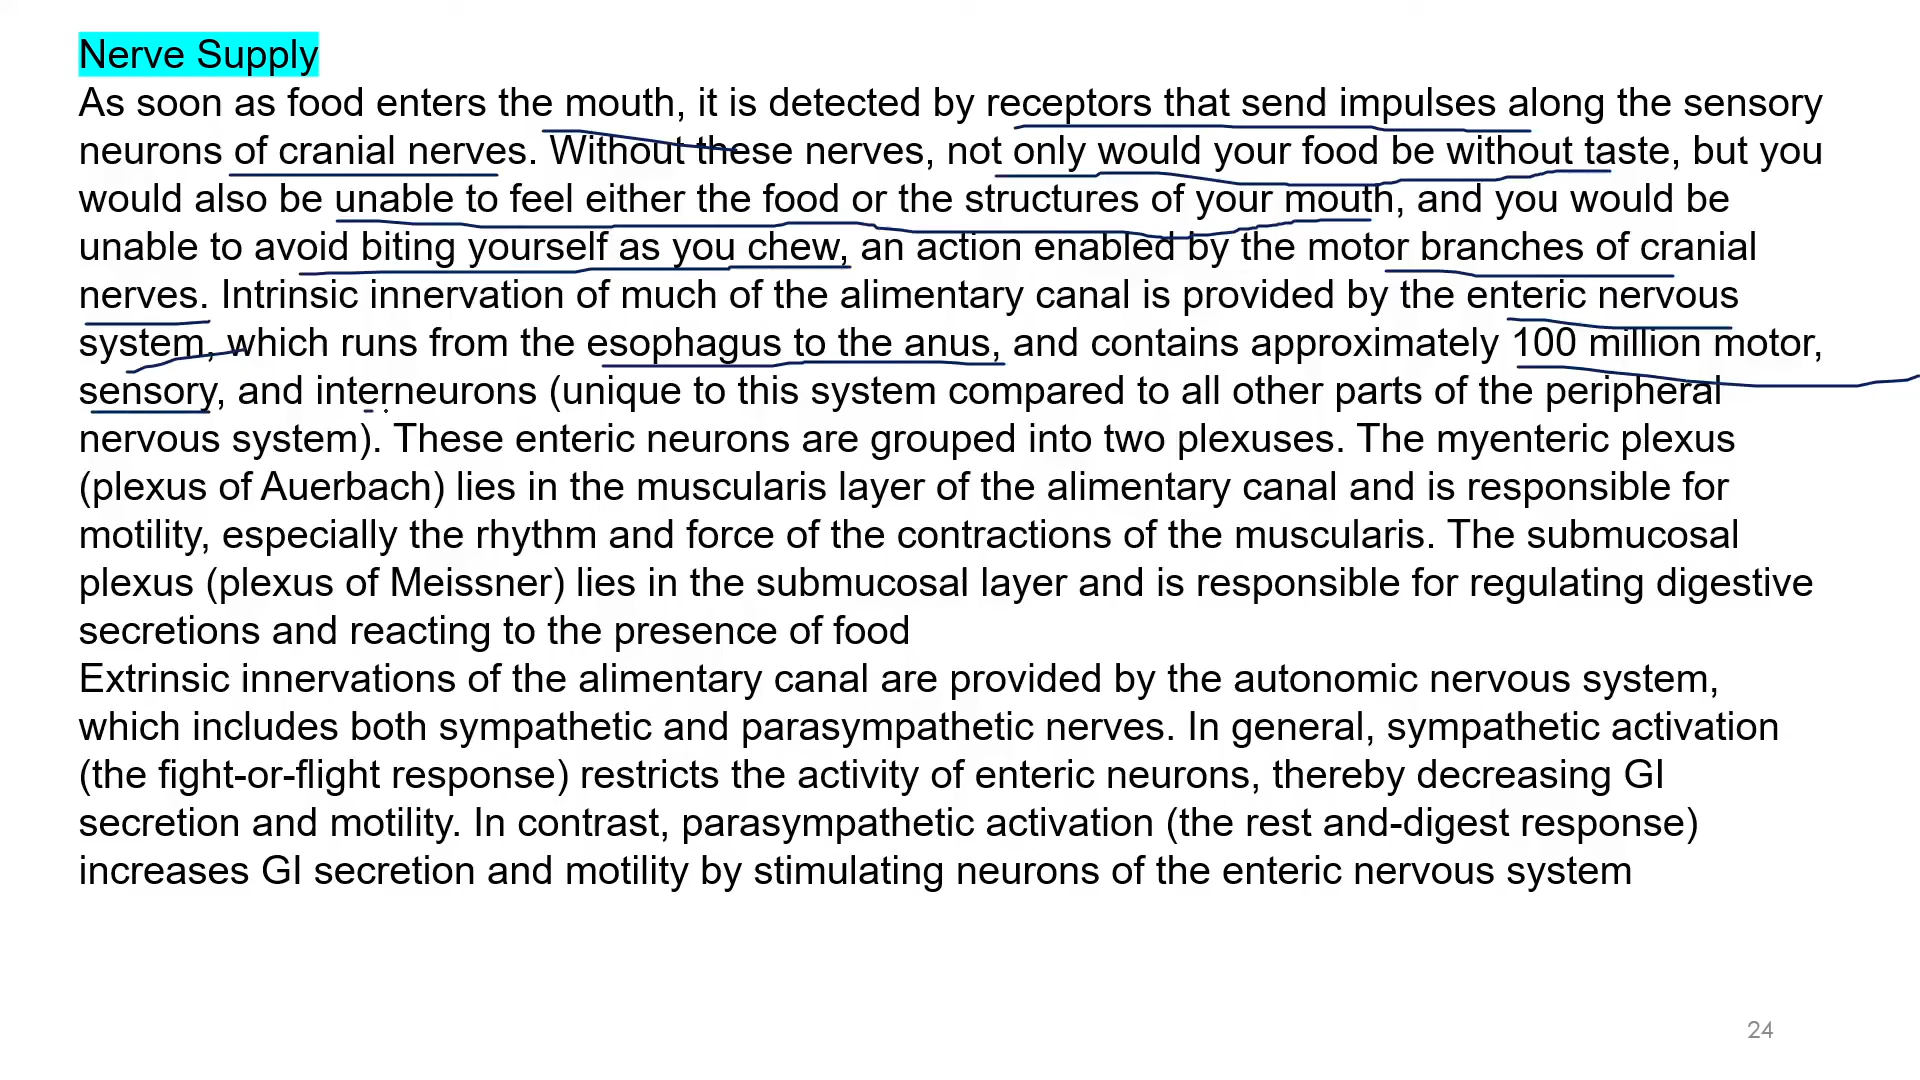 Nerve Supply
As soon as food enters the mouth, it is detected by receptors that send impulses along the sensory
neurons of cranial nerves. Without these nerves, not only would your food be without taste, but you
would also be unable to feel either the food or the structures of your mouth, and you would be
unable to avoid biting yourself as you chew, an action enabled by the motor branches of cranial
nerves. Intrinsic innervation of much of the alimentary canal is provided by the enteric nervous
system, which runs from the esophagus to the anus, and contains approximately 100 million motor,
sensory, and interneurons (unique to this system compared to all other parts of the peripheral
nervous system). These enteric neurons are grouped into two plexuses. The myenteric plexus
(plexus of Auerbach) lies in the muscularis layer of the alimentary canal and is responsible for
motility, especially the rhythm and force of the contractions of the muscularis. The submucosal
plexus (plexus of Meissner) lies in the submucosal layer and is responsible for regulating digestive
secretions and reacting to the presence of food
Extrinsic innervations of the alimentary canal are provided by the autonomic nervous system,
which includes both sympathetic and parasympathetic nerves. In general, sympathetic activation
(the fight-or-flight response) restricts the activity of enteric neurons, thereby decreasing GI
secretion and motility. In contrast, parasympathetic activation (the rest and-digest response)
increases GI secretion and motility by stimulating neurons of the enteric nervous system
24